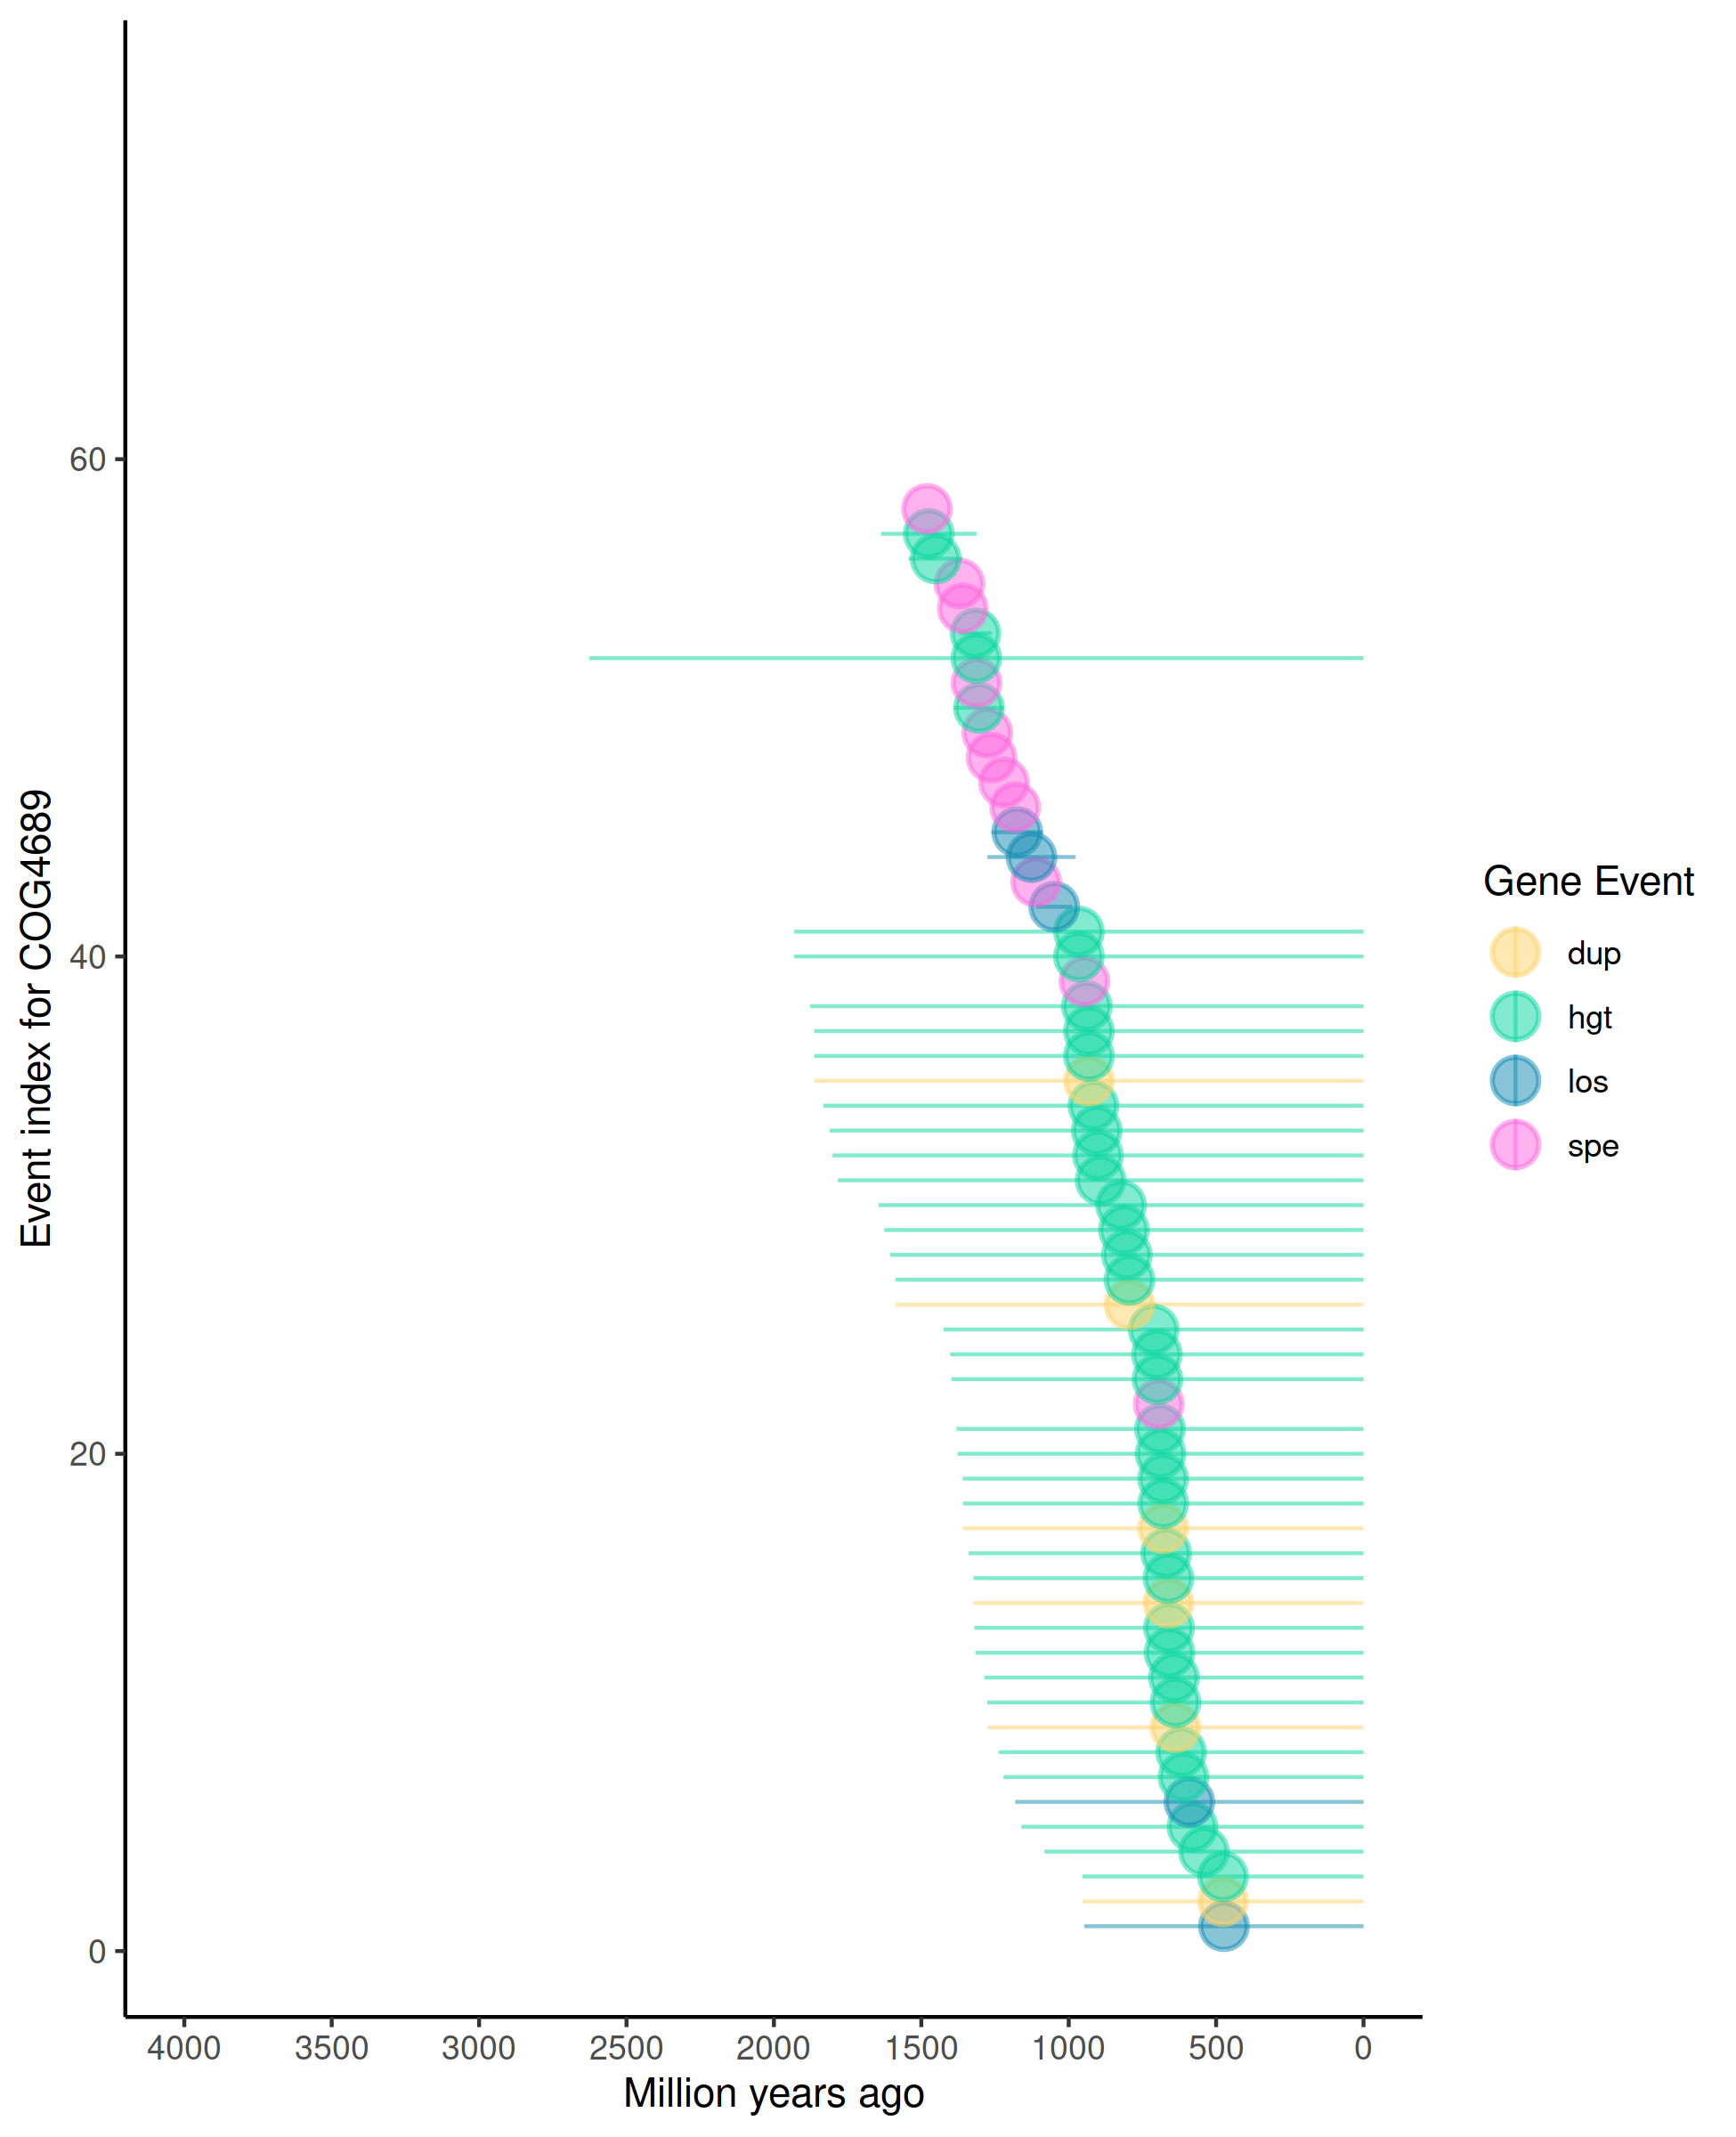 Event index for COG4689
60
40
20
0
4000 3500 3000 2500 2000 1500 1000 500 0
Million years ago
Gene Event
dup
hgt
los
spe